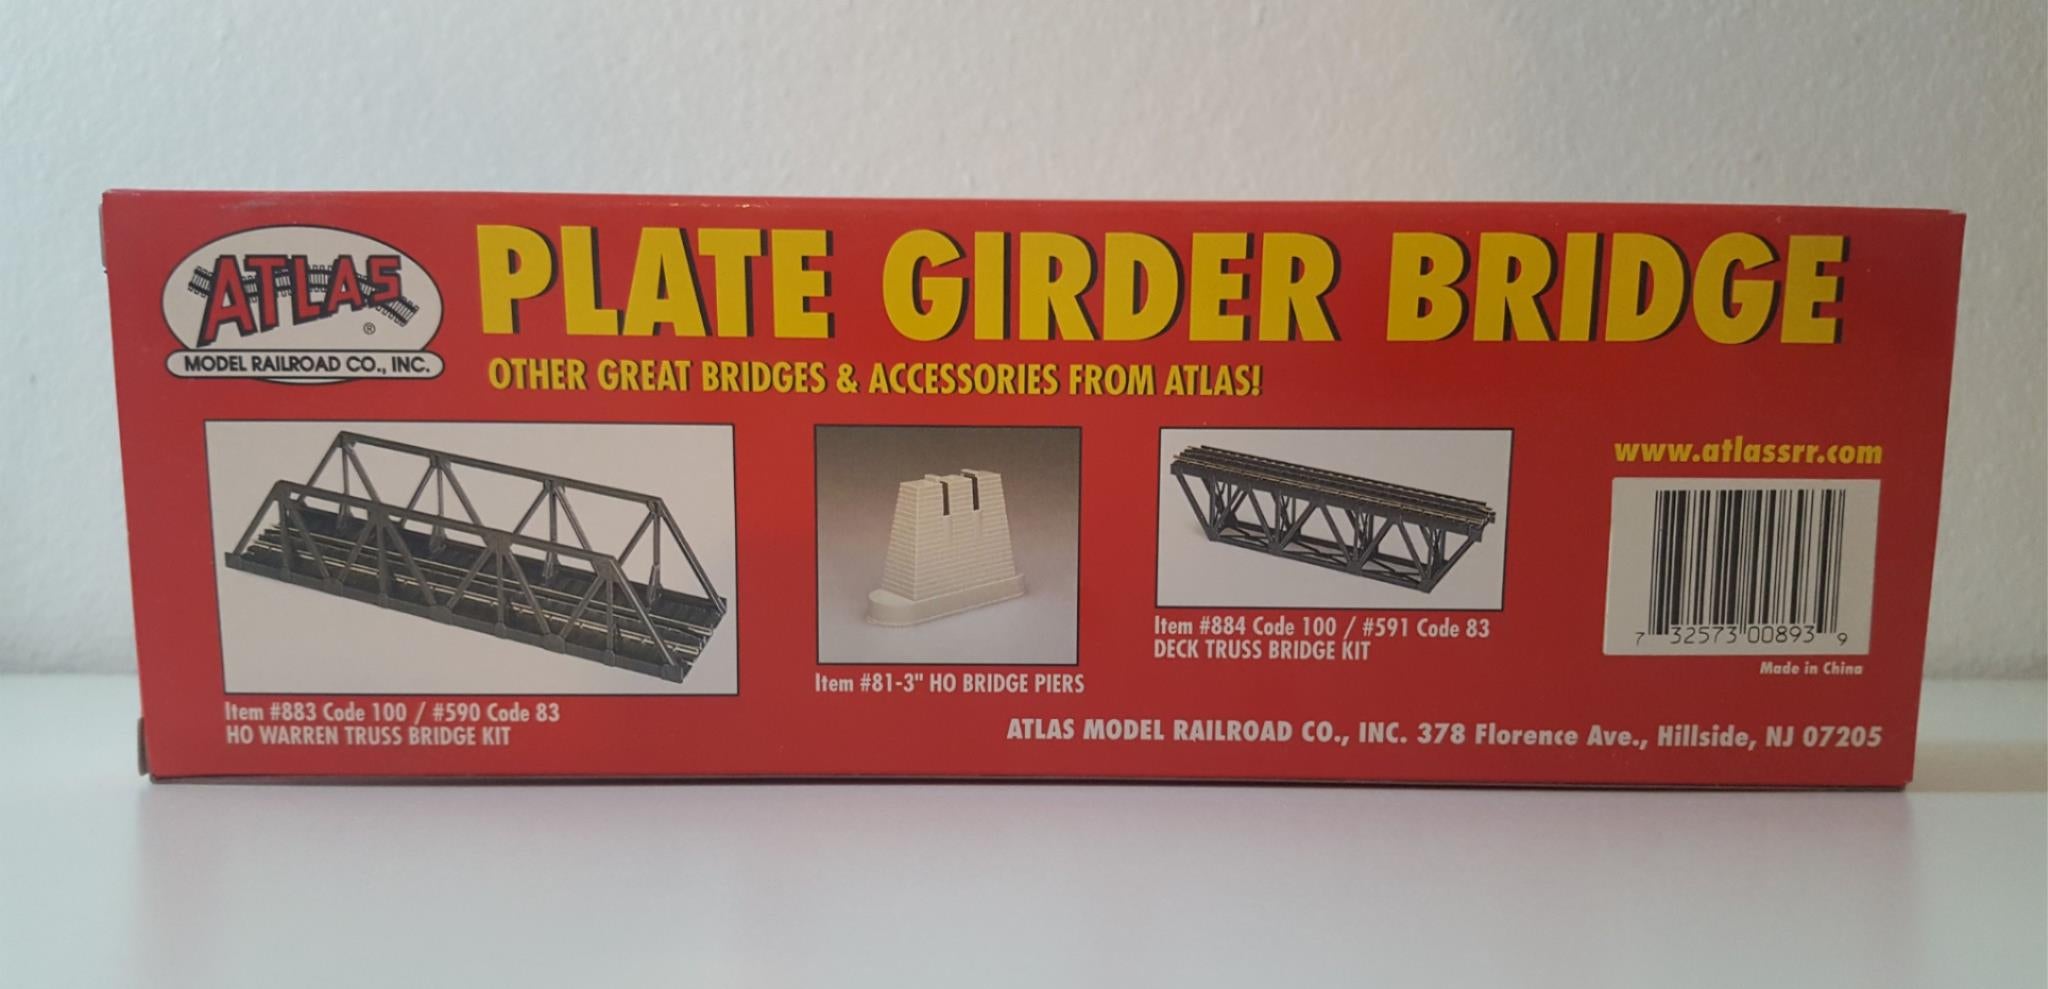 ATLAS
®
MODEL RAILROAD CO., INC.
PLATE GIRDER BRIDGE
OTHER GREAT BRIDGES & ACCESSORIES FROM ATLAS!
Item #883 Code 100 / #590 Code 83
HO WARREN TRUSS BRIDGE KIT
Item #81-3" HO BRIDGE PIERS
Item #884 Code 100 / #591 Code 83
DECK TRUSS BRIDGE KIT
www.atlassrr.com
7 32573 00893 9
Made in China
ATLAS MODEL RAILROAD CO., INC. 378 Florence Ave., Hillside, NJ 07205